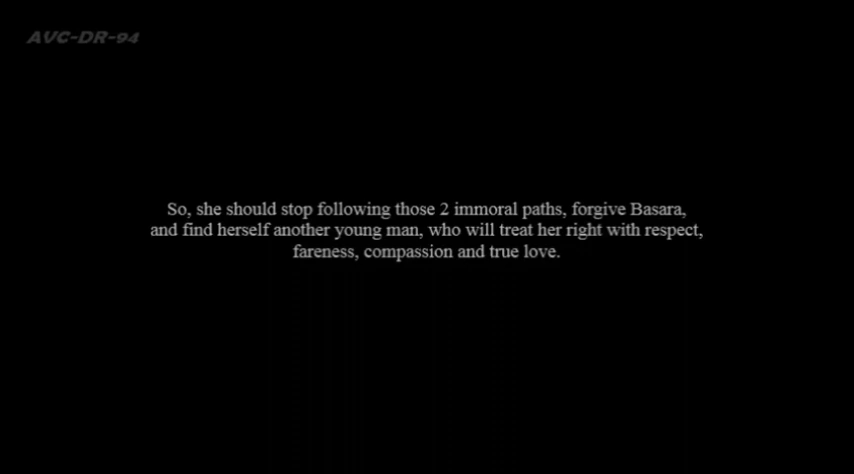 AVC-DR-94
So, she should stop following those 2 immoral paths, forgive Basara,
and find herself another young man, who will treat her right with respect,
fareness, compassion and true love.